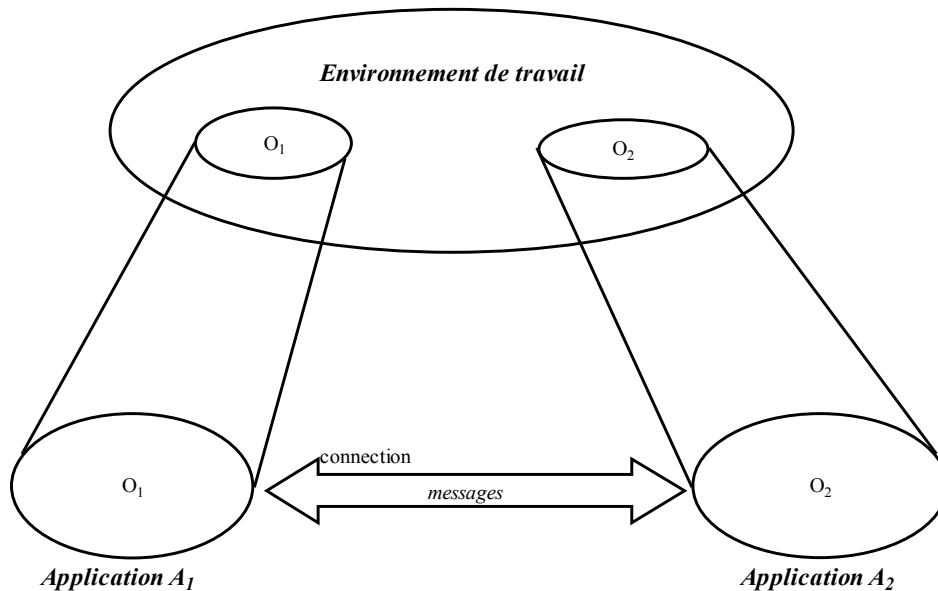 Environnement de travail
O₁
O₂
connection
O₁
messages
O₂
Application A₁
Application A₂